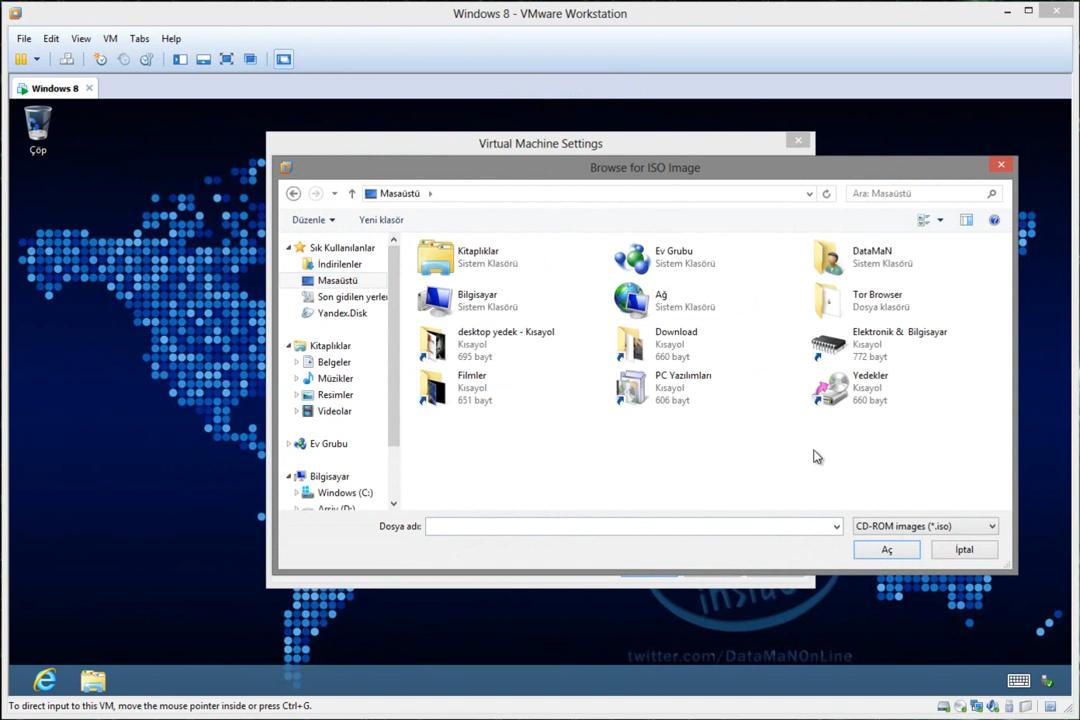 Windows 8 - VMware Workstation
File Edit View VM Tabs Help
Windows 8
Çöp
Virtual Machine Settings
Browse for ISO Image
Masaüstü
Ara: Masaüstü
Düzenle
Yeni klasör
Sık Kullanılanlar
İndirilenler
Masaüstü
Son gidilen yerler
Yandex.Disk
Kitaplıklar
Belgeler
Müzikler
Resimler
Videolar
Ev Grubu
Bilgisayar
Windows (C:)
Arşiv (D:)
Kitaplıklar
Sistem Klasörü
Ev Grubu
Sistem Klasörü
DataMaN
Sistem Klasörü
Bilgisayar
Sistem Klasörü
Ağ
Sistem Klasörü
Tor Browser
Dosya klasörü
desktop yedek - Kısayol
Kısayol
695 bayt
Download
Kısayol
660 bayt
Elektronik & Bilgisayar
Kısayol
772 bayt
Filmler
Kısayol
651 bayt
PC Yazılımları
Kısayol
606 bayt
Yedekler
Kısayol
660 bayt
Dosya adı:
CD-ROM images (*.iso)
Aç
İptal
inside
twitter.com/DataMaNOnLine
To direct input to this VM, move the mouse pointer inside or press Ctrl+G.